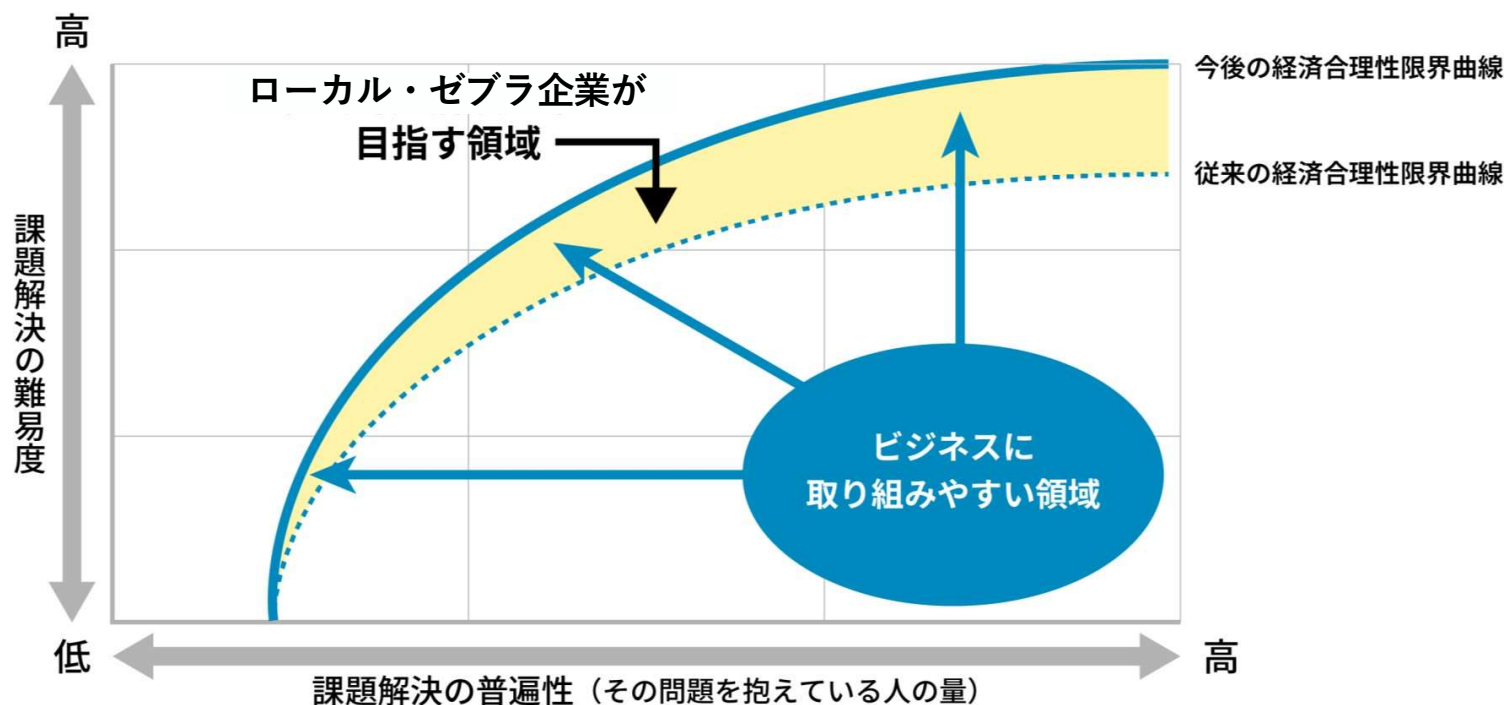 高
ローカル・ゼブラ企業が
目指す領域
今後の経済合理性限界曲線
従来の経済合理性限界曲線
課題解決の難易度
ビジネスに
取り組みやすい領域
低
高
課題解決の普遍性（その問題を抱えている人の量）